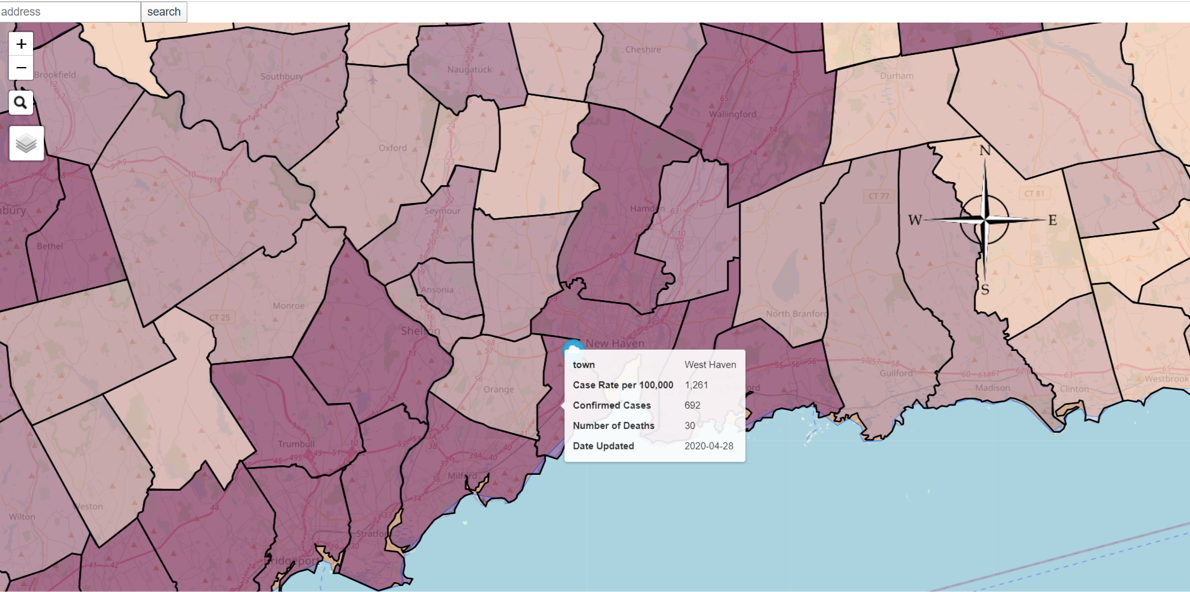 address
search
+
−
Brookfield
Southbury
Naugatuck
Cheshire
Durham
Wallingford
Oxford
N
CT 77
CT 81
Seymour
Hamden
W
E
bury
Bethel
S
Ansonia
Monroe
CT 25
North Branford
Shelton
New Haven
town West Haven
Case Rate per 100,000 1,261
Confirmed Cases 692
Number of Deaths 30
Date Updated 2020-04-28
Orange
ord
Guilford
Madison
Clinton
Westbrook
Trumbull
Milford
Weston
Wilton
Stratford
Bridgeport